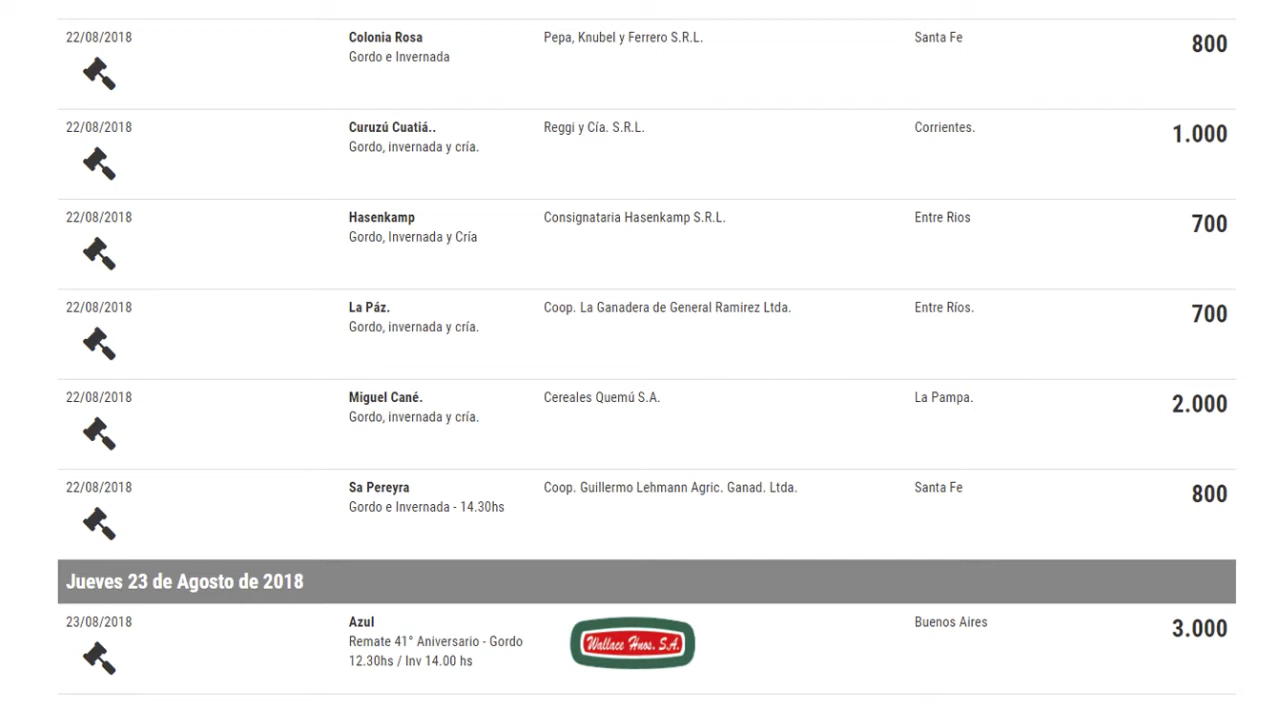 22/08/2018 Colonia Rosa Pepa, Knubel y Ferrero S.R.L. Santa Fe 800
Gordo e Invernada
22/08/2018 Curuzú Cuatiá.. Reggi y Cía. S.R.L. Corrientes. 1.000
Gordo, invernada y cría.
22/08/2018 Hasenkamp Consignataria Hasenkamp S.R.L. Entre Rios 700
Gordo, Invernada y Cría
22/08/2018 La Páz. Coop. La Ganadera de General Ramirez Ltda. Entre Ríos. 700
Gordo, invernada y cría.
22/08/2018 Miguel Cané. Cereales Quemú S.A. La Pampa. 2.000
Gordo, invernada y cría.
22/08/2018 Sa Pereyra Coop. Guillermo Lehmann Agric. Ganad. Ltda. Santa Fe 800
Gordo e Invernada - 14.30hs
Jueves 23 de Agosto de 2018
23/08/2018 Azul Buenos Aires 3.000
Remate 41° Aniversario - Gordo Wallace Hnos. S.A.
12.30hs / Inv 14.00 hs